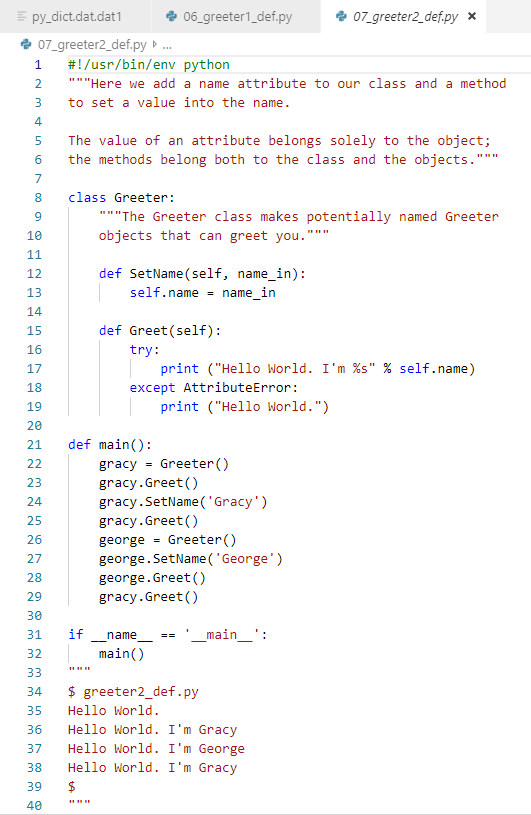 py_dict.dat.dat1 06_greeter1_def.py 07_greeter2_def.py ×
07_greeter2_def.py ...
1 #!/usr/bin/env python
2 """Here we add a name attribute to our class and a method
3 to set a value into the name.
4
5 The value of an attribute belongs solely to the object;
6 the methods belong both to the class and the objects."""
7
8 class Greeter:
9     """The Greeter class makes potentially named Greeter
10     objects that can greet you."""
11
12     def SetName(self, name_in):
13         self.name = name_in
14
15     def Greet(self):
16         try:
17             print ("Hello World. I'm %s" % self.name)
18         except AttributeError:
19             print ("Hello World.")
20
21 def main():
22     gracy = Greeter()
23     gracy.Greet()
24     gracy.SetName('Gracy')
25     gracy.Greet()
26     george = Greeter()
27     george.SetName('George')
28     george.Greet()
29     gracy.Greet()
30
31 if __name__ == '__main__':
32     main()
33 """
34 $ greeter2_def.py
35 Hello World.
36 Hello World. I'm Gracy
37 Hello World. I'm George
38 Hello World. I'm Gracy
39 $
40 """